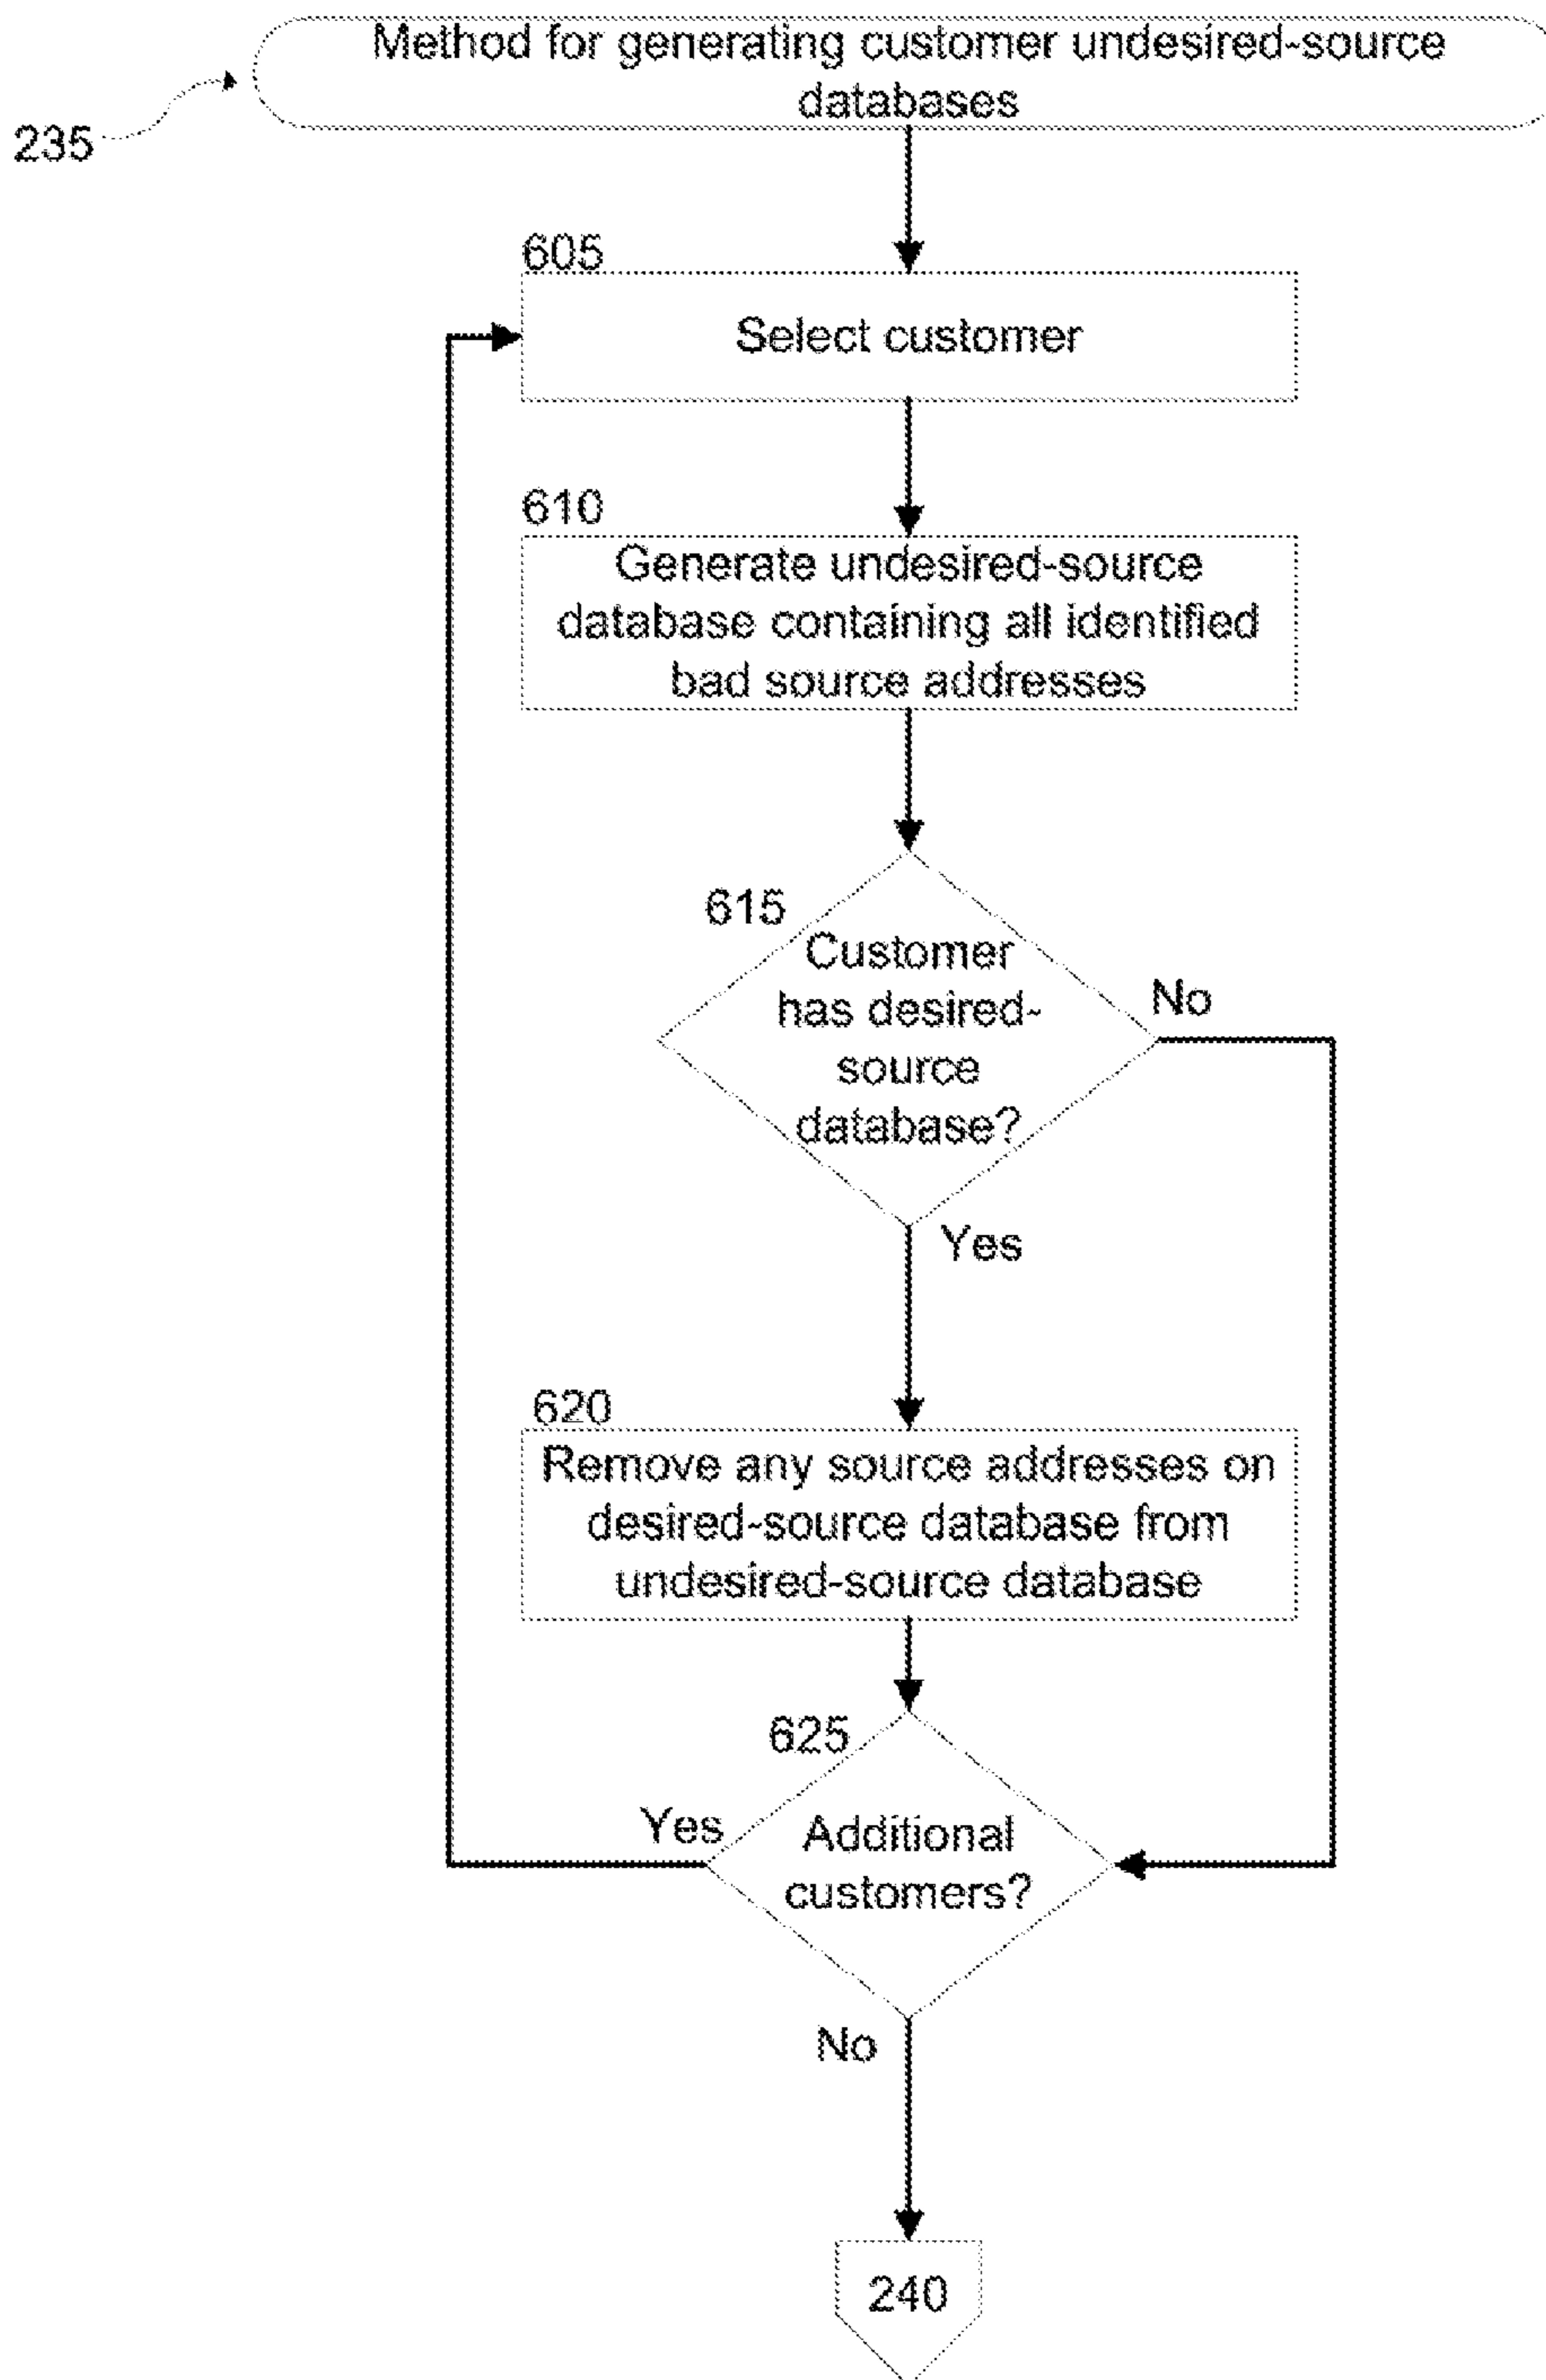 Method for generating customer undesired-source
databases
235
605
Select customer
610
Generate undesired-source
database containing all identified
bad source addresses
615
Customer
has desired-
source
database?
No
Yes
620
Remove any source addresses on
desired-source database from
undesired-source database
625
Yes
Additional
customers?
No
240